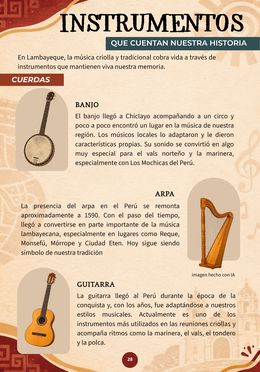 INSTRUMENTOS
QUE CUENTAN NUESTRA HISTORIA
En Lambayeque, la música criolla y tradicional cobra vida a través de
instrumentos que mantienen viva nuestra memoria.
CUERDAS
BANJO
El banjo llegó a Chiclayo acompañando a un circo y
poco a poco encontró un lugar en la música de nuestra
región. Los músicos locales lo adaptaron y le dieron
características propias. Su sonido se convirtió en algo
muy especial para el vals norteño y la marinera,
especialmente con Los Mochicas del Perú.
ARPA
La presencia del arpa en el Perú se remonta
aproximadamente a 1590. Con el paso del tiempo,
llegó a convertirse en parte importante de la música
lambayecana, especialmente en lugares como Reque,
Monsefú, Mórrope y Ciudad Eten. Hoy sigue siendo
símbolo de nuestra tradición
imagen hecho con IA
GUITARRA
La guitarra llegó al Perú durante la época de la
conquista y, con los años, fue adaptándose a nuestros
estilos musicales. Actualmente es uno de los
instrumentos más utilizados en las reuniones criollas y
acompaña ritmos como la marinera, el vals, el tondero
y la polca.
28